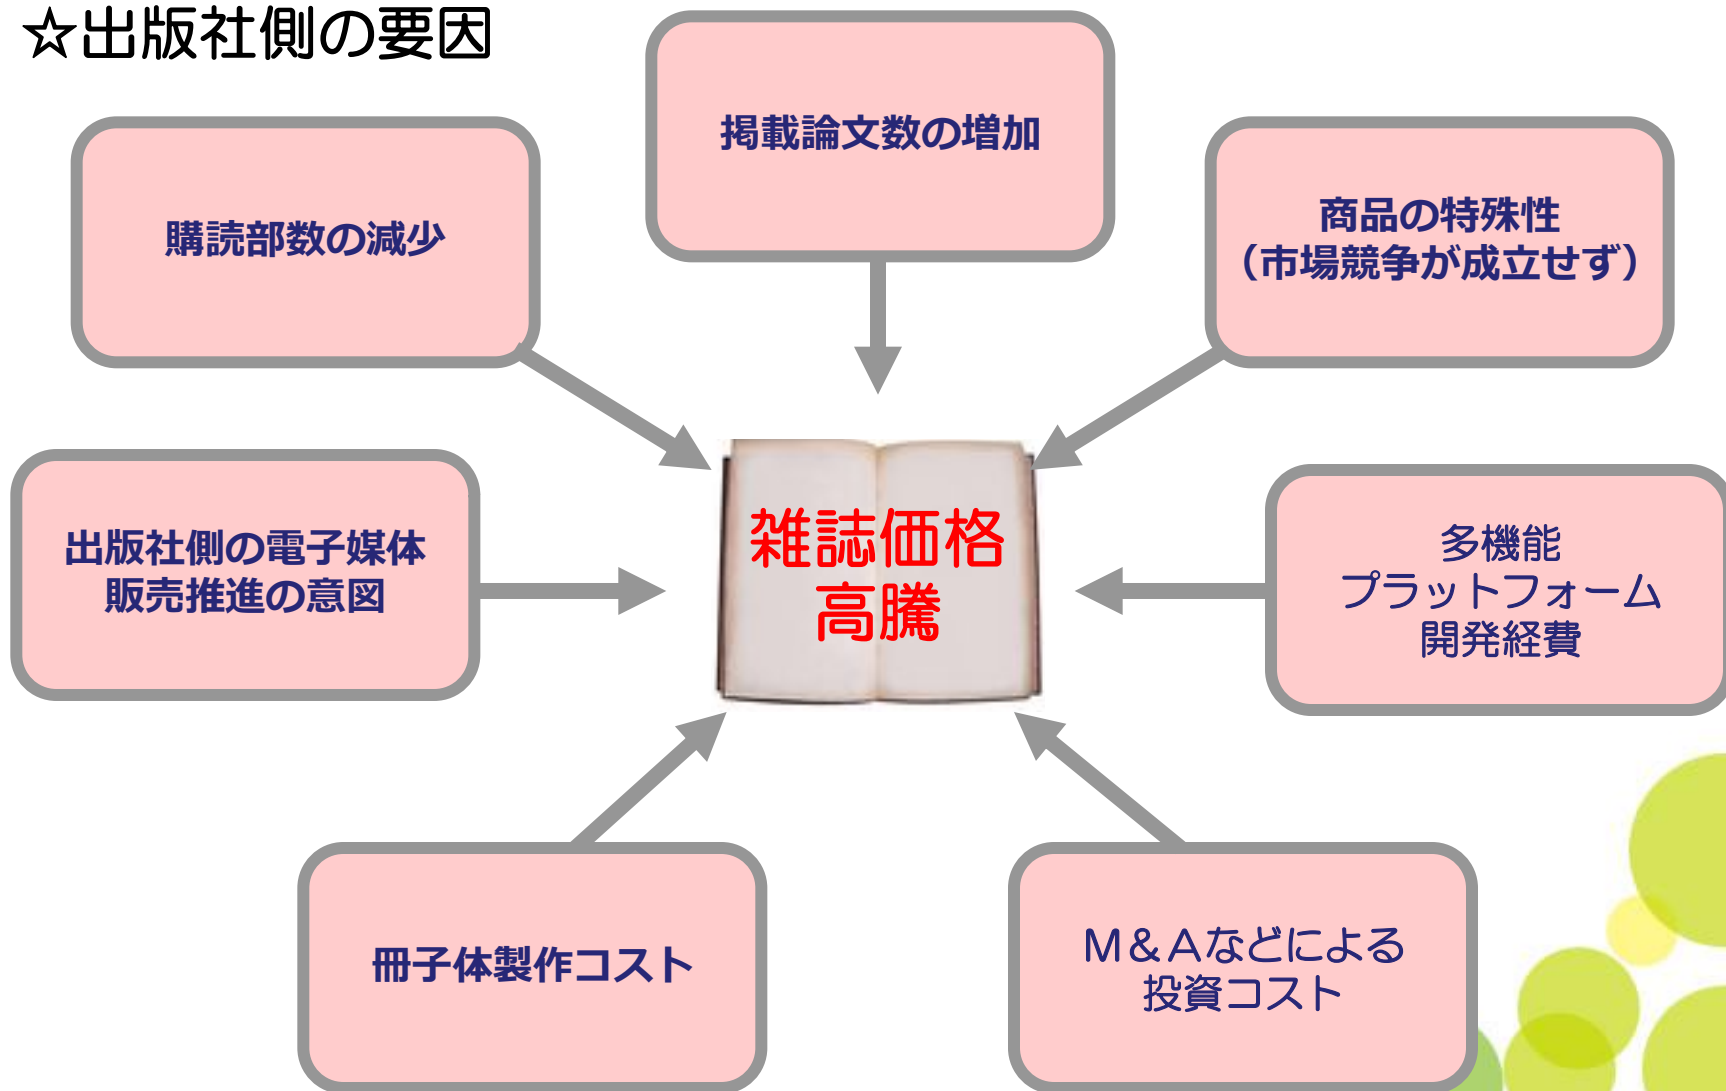 ☆出版社側の要因
掲載論文数の増加
購読部数の減少
商品の特殊性
（市場競争が成立せず）
出版社側の電子媒体
販売推進の意図
雑誌価格
高騰
多機能
プラットフォーム
開発経費
冊子体製作コスト
M＆Aなどによる
投資コスト